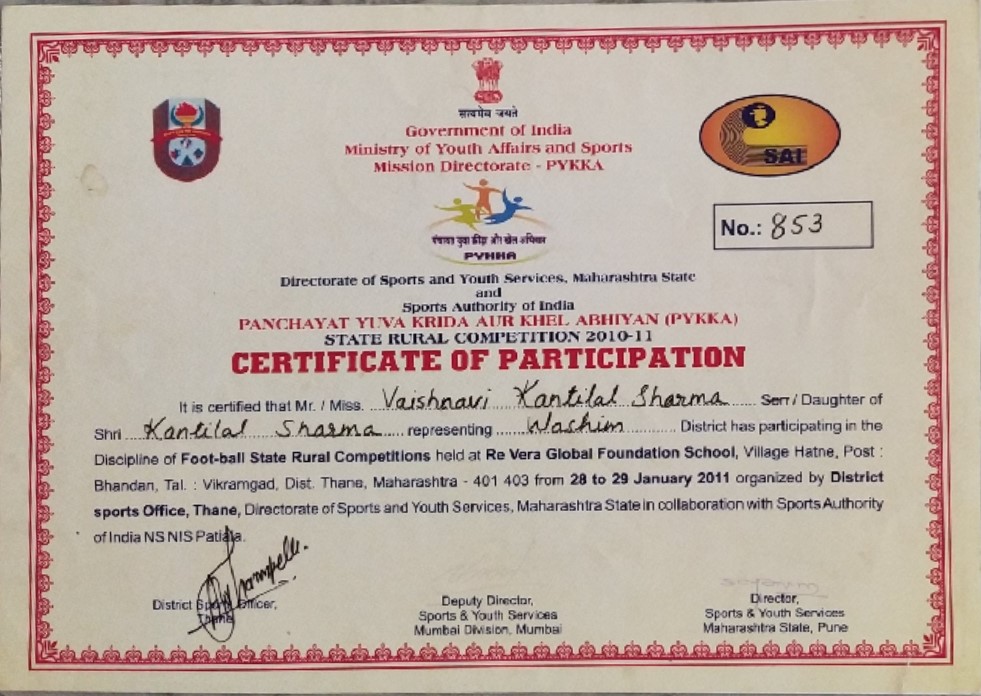 सत्यमेव जयते
Government of India
Ministry of Youth Affairs and Sports
Mission Directorate - PYKKA
SAI
No.: 853
पंचायत युवा क्रीड़ा और खेल अभियान
PYKKA
Directorate of Sports and Youth Services, Maharashtra State
and
Sports Authority of India
PANCHAYAT YUVA KRIDA AUR KHEL ABHIYAN (PYKKA)
STATE RURAL COMPETITION 2010-11
CERTIFICATE OF PARTICIPATION
It is certified that Mr. / Miss. Vaishnavi Kantilal Sharma Son / Daughter of
Shri Kantilal Sharma representing Washim District has participating in the
Discipline of Foot-ball State Rural Competitions held at Re Vera Global Foundation School, Village Hatne, Post :
Bhandan, Tal. : Vikramgad, Dist. Thane, Maharashtra - 401 403 from 28 to 29 January 2011 organized by District
sports Office, Thane, Directorate of Sports and Youth Services, Maharashtra State in collaboration with Sports Authority
of India NS NIS Patiala.
District Sports Officer,
Thane
Deputy Director,
Sports & Youth Services
Mumbai Division, Mumbai
Director,
Sports & Youth Services
Maharashtra State, Pune